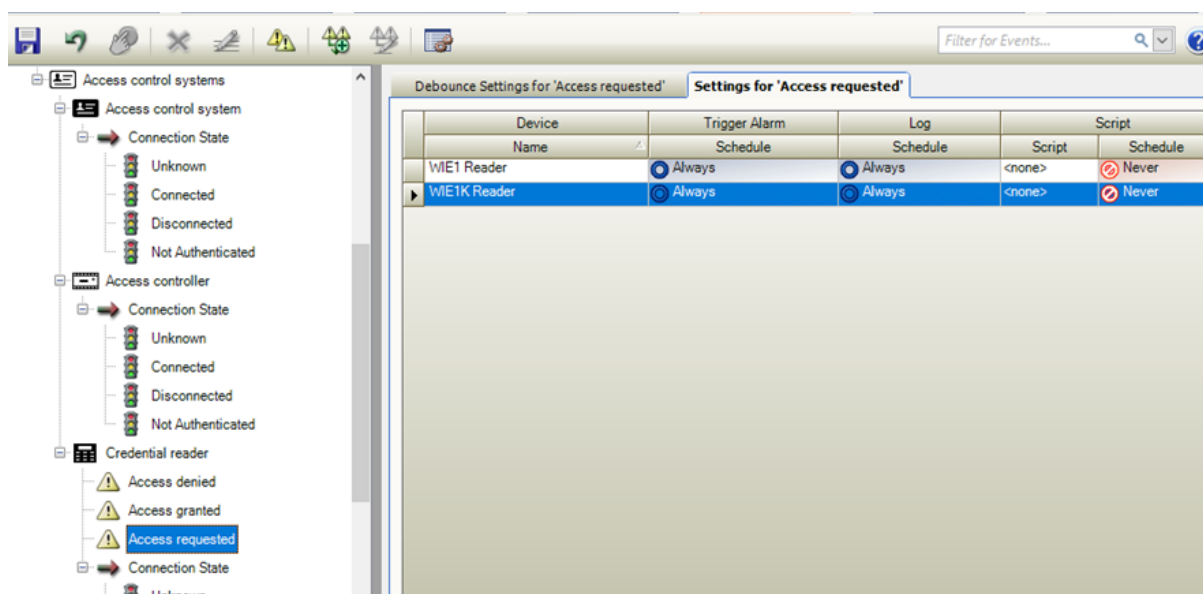 Filter for Events...
Access control systems
Access control system
Connection State
Unknown
Connected
Disconnected
Not Authenticated
Access controller
Connection State
Unknown
Connected
Disconnected
Not Authenticated
Credential reader
Access denied
Access granted
Access requested
Connection State
Unknown
Debounce Settings for 'Access requested' Settings for 'Access requested'
Device Trigger Alarm Log Script
Name Schedule Schedule Script Schedule
WIE1 Reader Always Always <none> Never
WIE1K Reader Always Always <none> Never